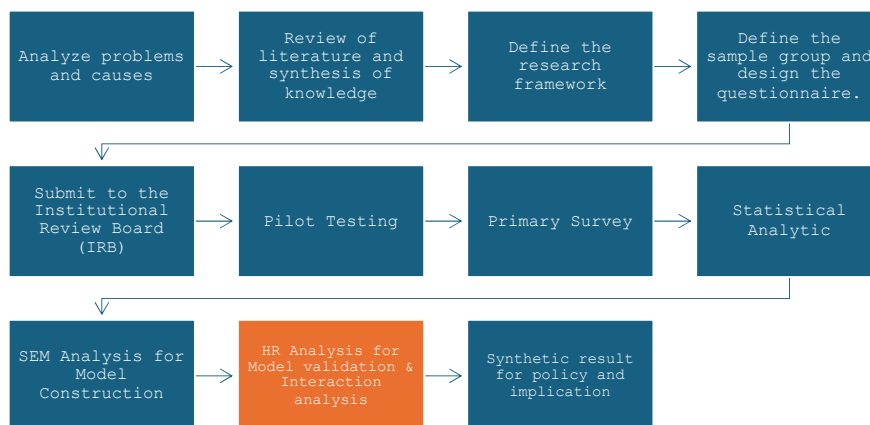 Analyze problems
and causes
Review of
literature and
synthesis of
knowledge
Define the
research
framework
Define the
sample group and
design the
questionnaire.
Submit to the
Institutional
Review Board
(IRB)
Pilot Testing
Primary Survey
Statistical
Analytic
SEM Analysis for
Model
Construction
HR Analysis for
Model validation &
Interaction
analysis
Synthetic result
for policy and
implication